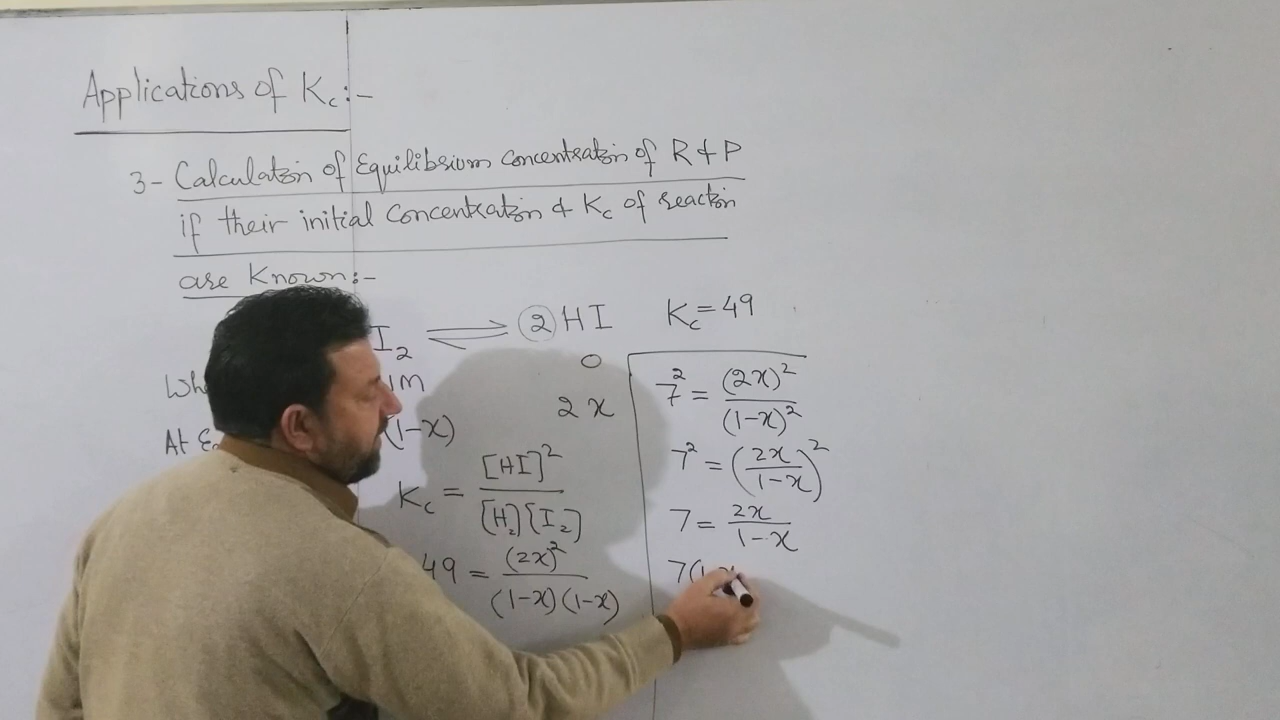 Applications of Kc:-
3- Calculation of Equilibrium concentration of R & P
if their initial concentration & Kc of reaction
are Known:-
I₂ ⇌ 2HI Kc=49
1M 0
At (1-x) 2x
Kc = [HI]² / [H₂][I₂]
49 = (2x)² / (1-x)(1-x)
7² = (2x)² / (1-x)²
7² = (2x / 1-x)²
7 = 2x / 1-x
7(1-x